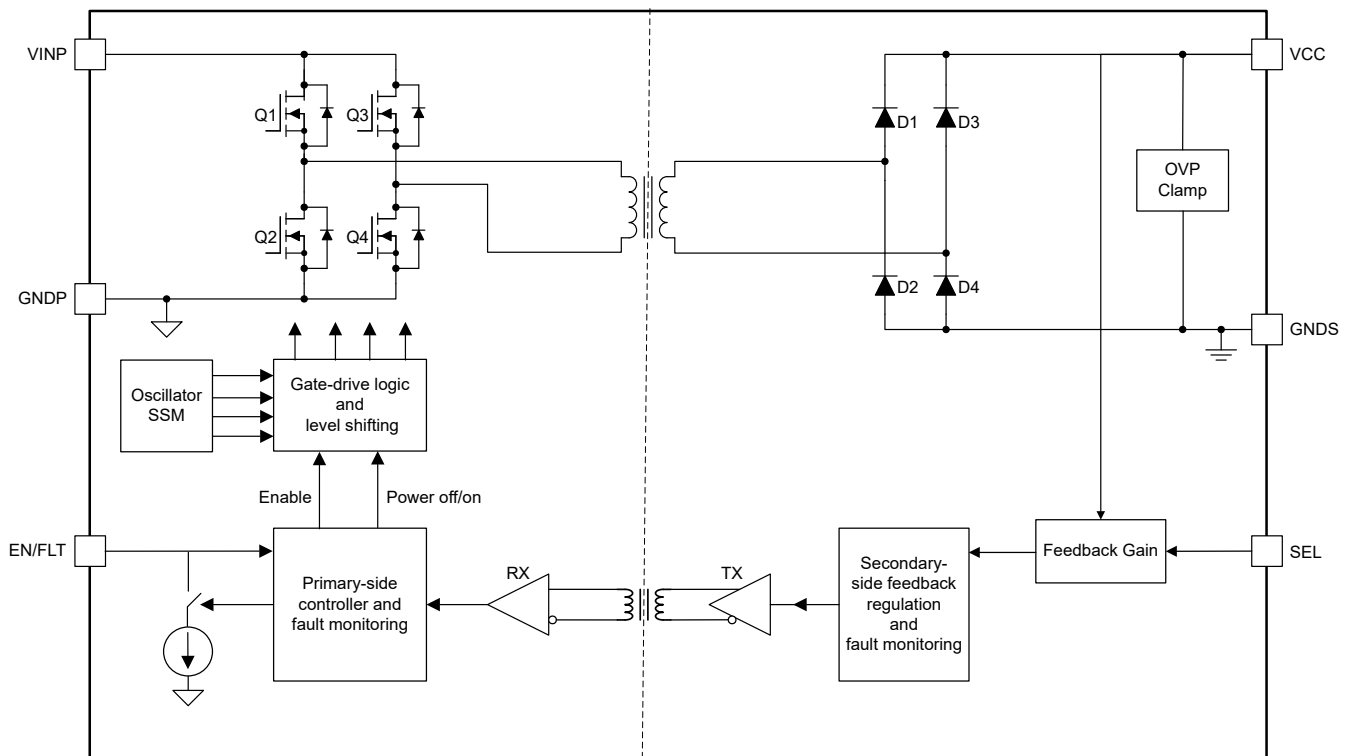 VINP
VCC
Q1
Q3
D1
D3
OVP
Clamp
Q2
Q4
D2
D4
GNDP
GNDS
Oscillator
SSM
Gate-drive logic
and
level shifting
Enable
Power off/on
EN/FLT
Primary-side
controller and
fault monitoring
RX
TX
Secondary-
side feedback
regulation
and
fault monitoring
Feedback Gain
SEL